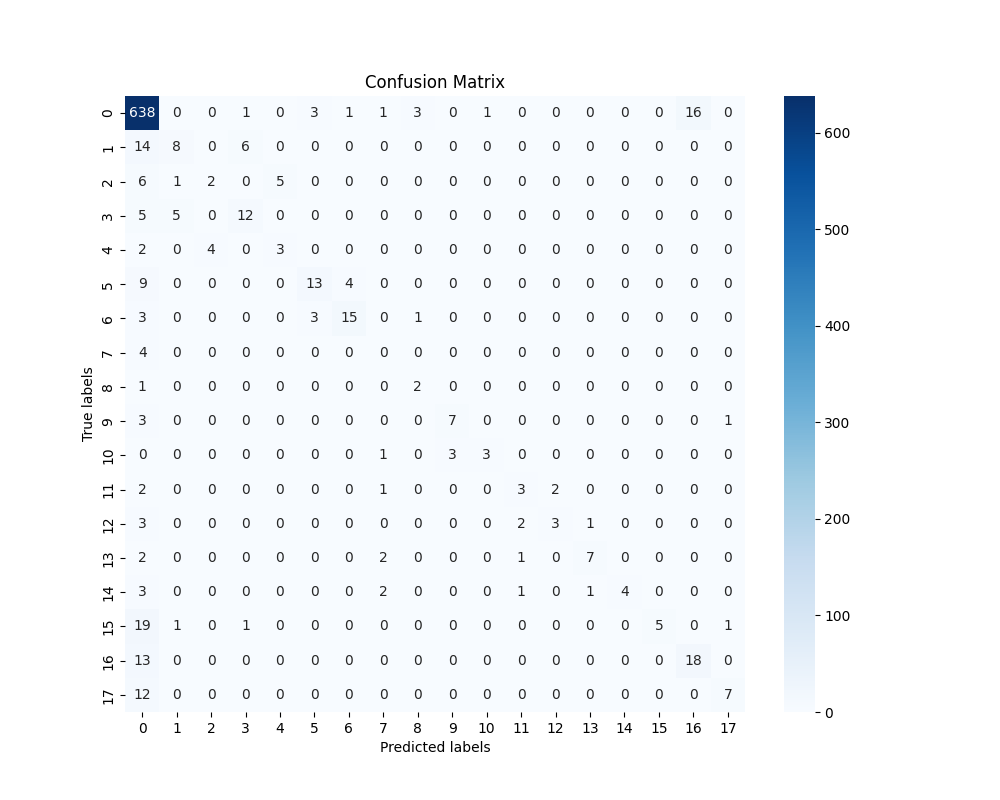 Confusion Matrix
0 638 0 0 1 0 3 1 1 3 0 1 0 0 0 0 0 16 0
1 14 8 0 6 0 0 0 0 0 0 0 0 0 0 0 0 0 0
2 6 1 2 0 5 0 0 0 0 0 0 0 0 0 0 0 0 0
3 5 5 0 12 0 0 0 0 0 0 0 0 0 0 0 0 0 0
4 2 0 4 0 3 0 0 0 0 0 0 0 0 0 0 0 0 0
5 9 0 0 0 0 13 4 0 0 0 0 0 0 0 0 0 0 0
6 3 0 0 0 0 3 15 0 1 0 0 0 0 0 0 0 0 0
7 4 0 0 0 0 0 0 0 0 0 0 0 0 0 0 0 0 0
8 1 0 0 0 0 0 0 0 2 0 0 0 0 0 0 0 0 0
9 3 0 0 0 0 0 0 0 0 7 0 0 0 0 0 0 0 1
10 0 0 0 0 0 0 0 1 0 3 3 0 0 0 0 0 0 0
11 2 0 0 0 0 0 0 1 0 0 0 3 2 0 0 0 0 0
12 3 0 0 0 0 0 0 0 0 0 0 2 3 1 0 0 0 0
13 2 0 0 0 0 0 0 2 0 0 0 1 0 7 0 0 0 0
14 3 0 0 0 0 0 0 2 0 0 0 1 0 1 4 0 0 0
15 19 1 0 1 0 0 0 0 0 0 0 0 0 0 0 5 0 1
16 13 0 0 0 0 0 0 0 0 0 0 0 0 0 0 0 18 0
17 12 0 0 0 0 0 0 0 0 0 0 0 0 0 0 0 0 7
0 1 2 3 4 5 6 7 8 9 10 11 12 13 14 15 16 17
Predicted labels
True labels
600
500
400
300
200
100
0